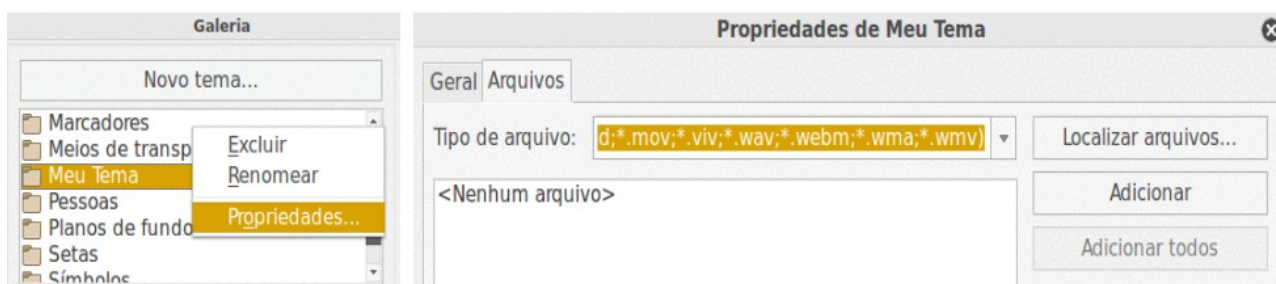 Galeria
Novo tema...
Marcadores
Meios de transp
Meu Tema
Pessoas
Planos de fundo
Setas
Símbolos
Excluir
Renomear
Propriedades...
Propriedades de Meu Tema
Geral Arquivos
Tipo de arquivo: d;*.mov;*.viv;*.wav;*.webm;*.wma;*.wmv) Localizar arquivos...
<Nenhum arquivo> Adicionar
Adicionar todos